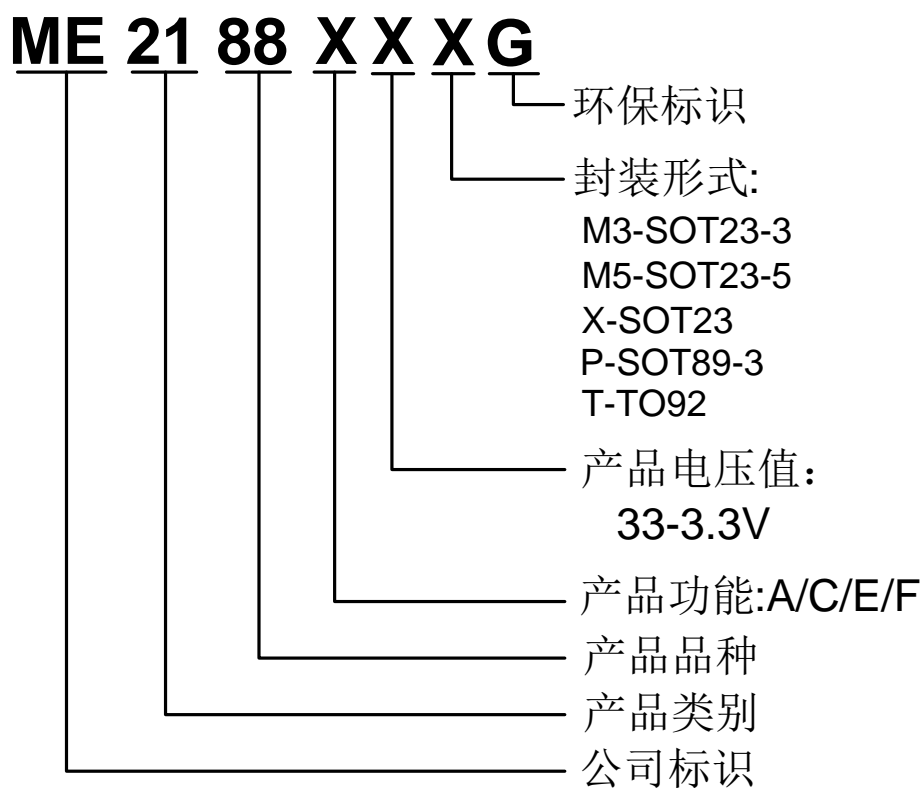 ME 21 88 X X X G
环保标识
封装形式:
M3-SOT23-3
M5-SOT23-5
X-SOT23
P-SOT89-3
T-TO92
产品电压值：
33-3.3V
产品功能:A/C/E/F
产品品种
产品类别
公司标识